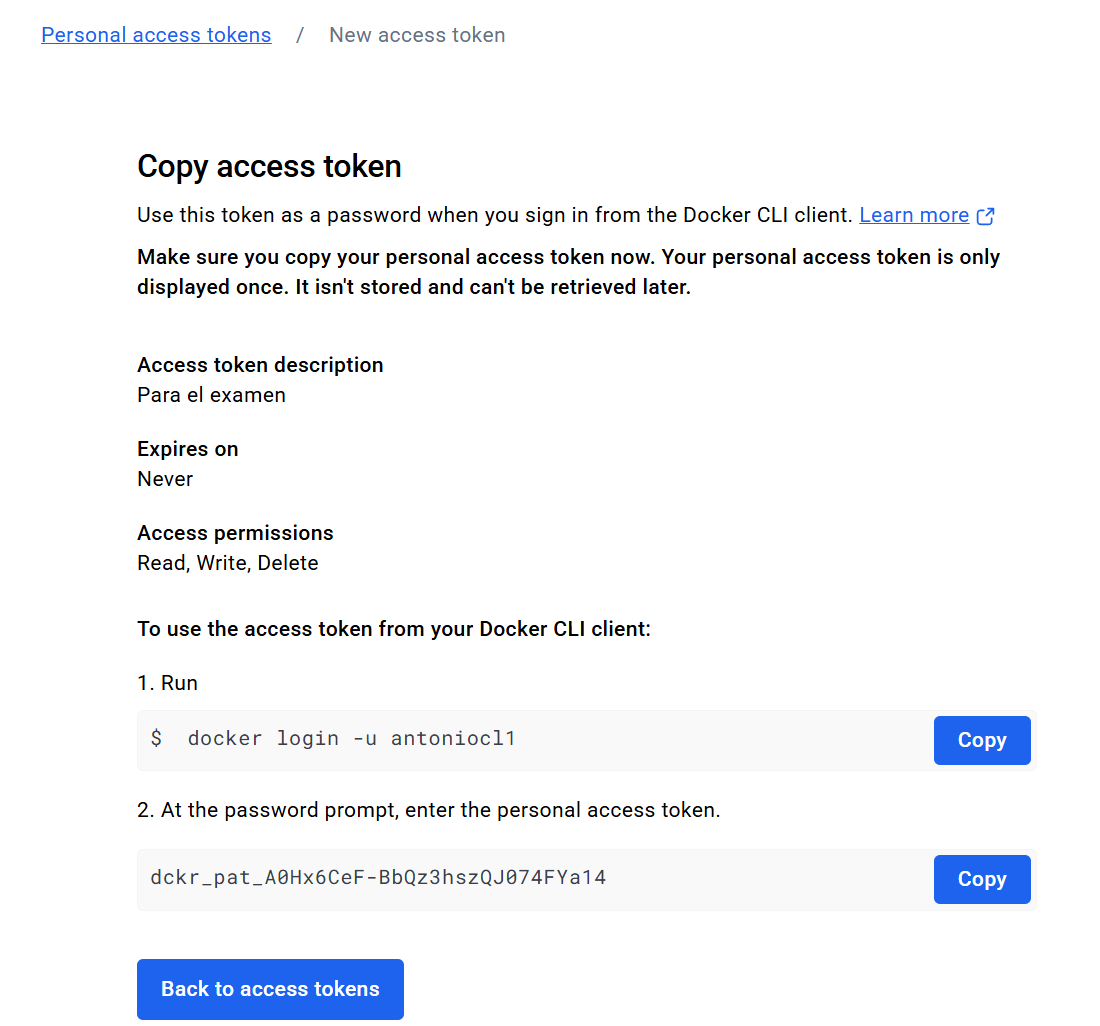 Personal access tokens / New access token
Copy access token
Use this token as a password when you sign in from the Docker CLI client. Learn more
Make sure you copy your personal access token now. Your personal access token is only
displayed once. It isn't stored and can't be retrieved later.
Access token description
Para el examen
Expires on
Never
Access permissions
Read, Write, Delete
To use the access token from your Docker CLI client:
1. Run
$ docker login -u antoniocl1
Copy
2. At the password prompt, enter the personal access token.
dckr_pat_A0Hx6CeF-BbQz3hszQJ074FYa14
Copy
Back to access tokens